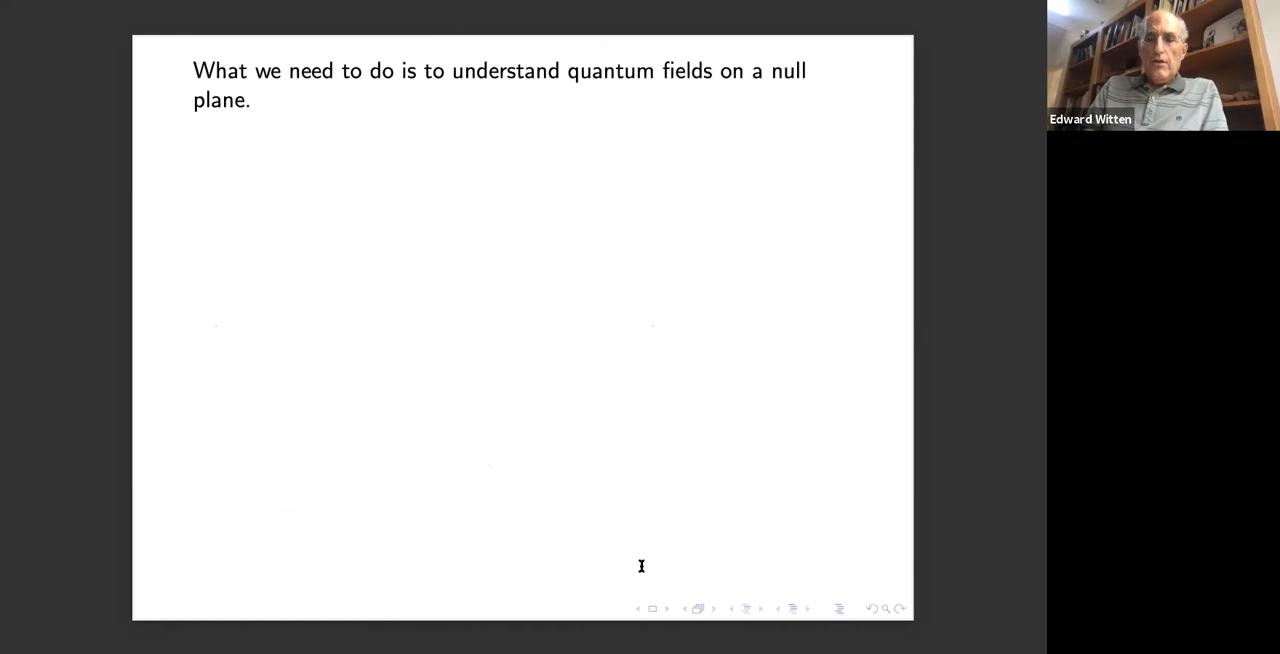 What we need to do is to understand quantum fields on a null
plane.
Edward Witten